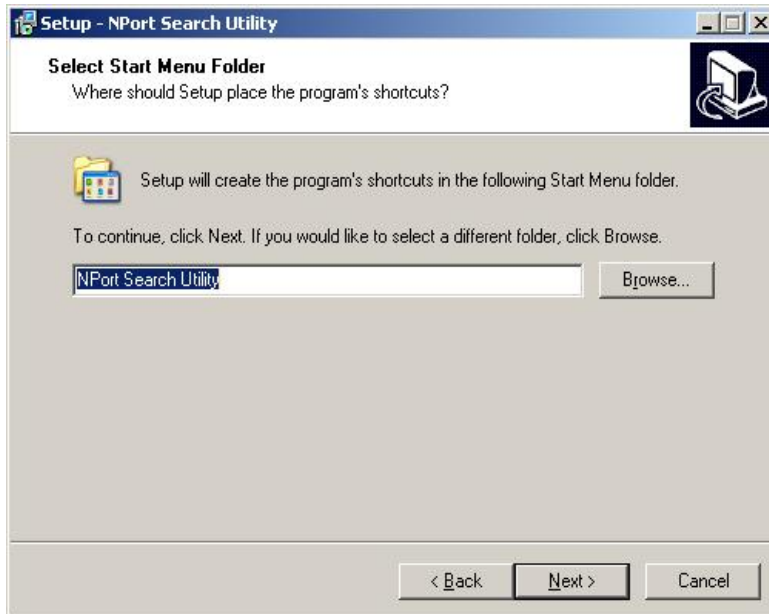 Setup - NPort Search Utility
Select Start Menu Folder
Where should Setup place the program's shortcuts?
Setup will create the program's shortcuts in the following Start Menu folder.
To continue, click Next. If you would like to select a different folder, click Browse.
NPort Search Utility
Browse...
< Back
Next >
Cancel